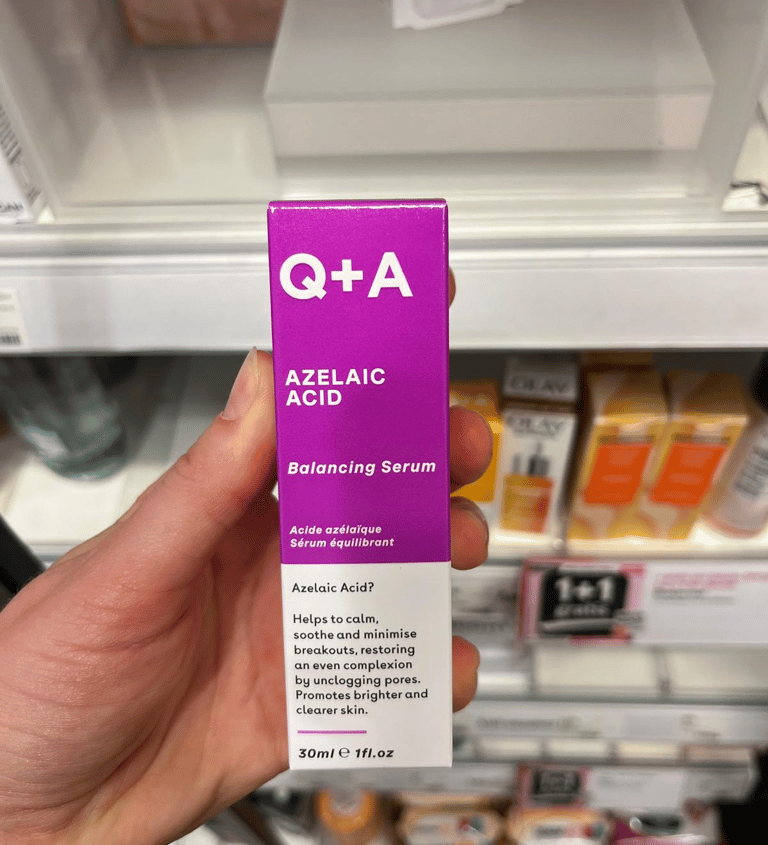 Q+A
AZELAIC
ACID
Balancing Serum
Acide azélaïque
Sérum équilibrant
Azelaic Acid?
Helps to calm,
soothe and minimise
breakouts, restoring
an even complexion
by unclogging pores.
Promotes brighter and
clearer skin.
30ml ℮ 1fl.oz
OLAY
OLAY
1+1
gratis